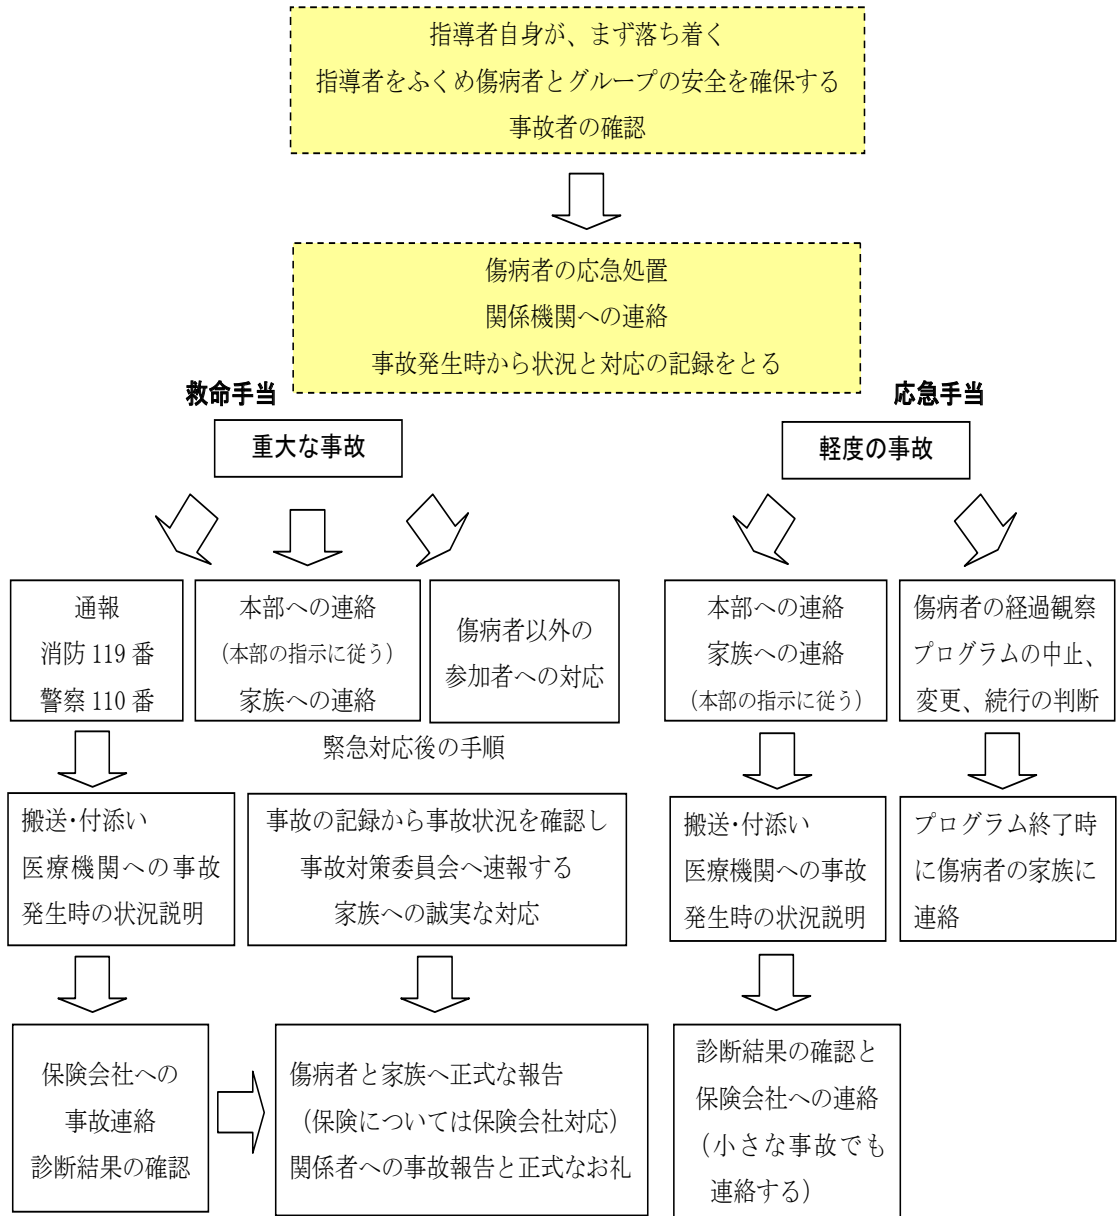 指導者自身が、まず落ち着く
指導者をふくめ傷病者とグループの安全を確保する
事故者の確認
傷病者の応急処置
関係機関への連絡
事故発生時から状況と対応の記録をとる
救命手当
応急手当
重大な事故
軽度の事故
通報
消防 119 番
警察 110 番
本部への連絡
(本部の指示に従う)
家族への連絡
傷病者以外の
参加者への対応
本部への連絡
家族への連絡
(本部の指示に従う)
傷病者の経過観察
プログラムの中止、
変更、続行の判断
緊急対応後の手順
搬送・付添い
医療機関への事故
発生時の状況説明
事故の記録から事故状況を確認し
事故対策委員会へ速報する
家族への誠実な対応
搬送・付添い
医療機関への事故
発生時の状況説明
プログラム終了時
に傷病者の家族に
連絡
保険会社への
事故連絡
診断結果の確認
傷病者と家族へ正式な報告
（保険については保険会社対応）
関係者への事故報告と正式なお礼
診断結果の確認と
保険会社への連絡
（小さな事故でも
連絡する）